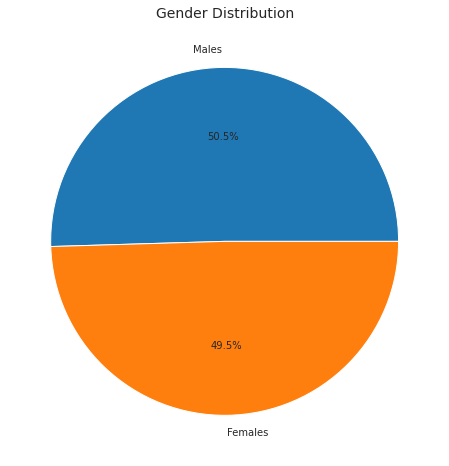 Gender Distribution
Males
50.5%
49.5%
Females